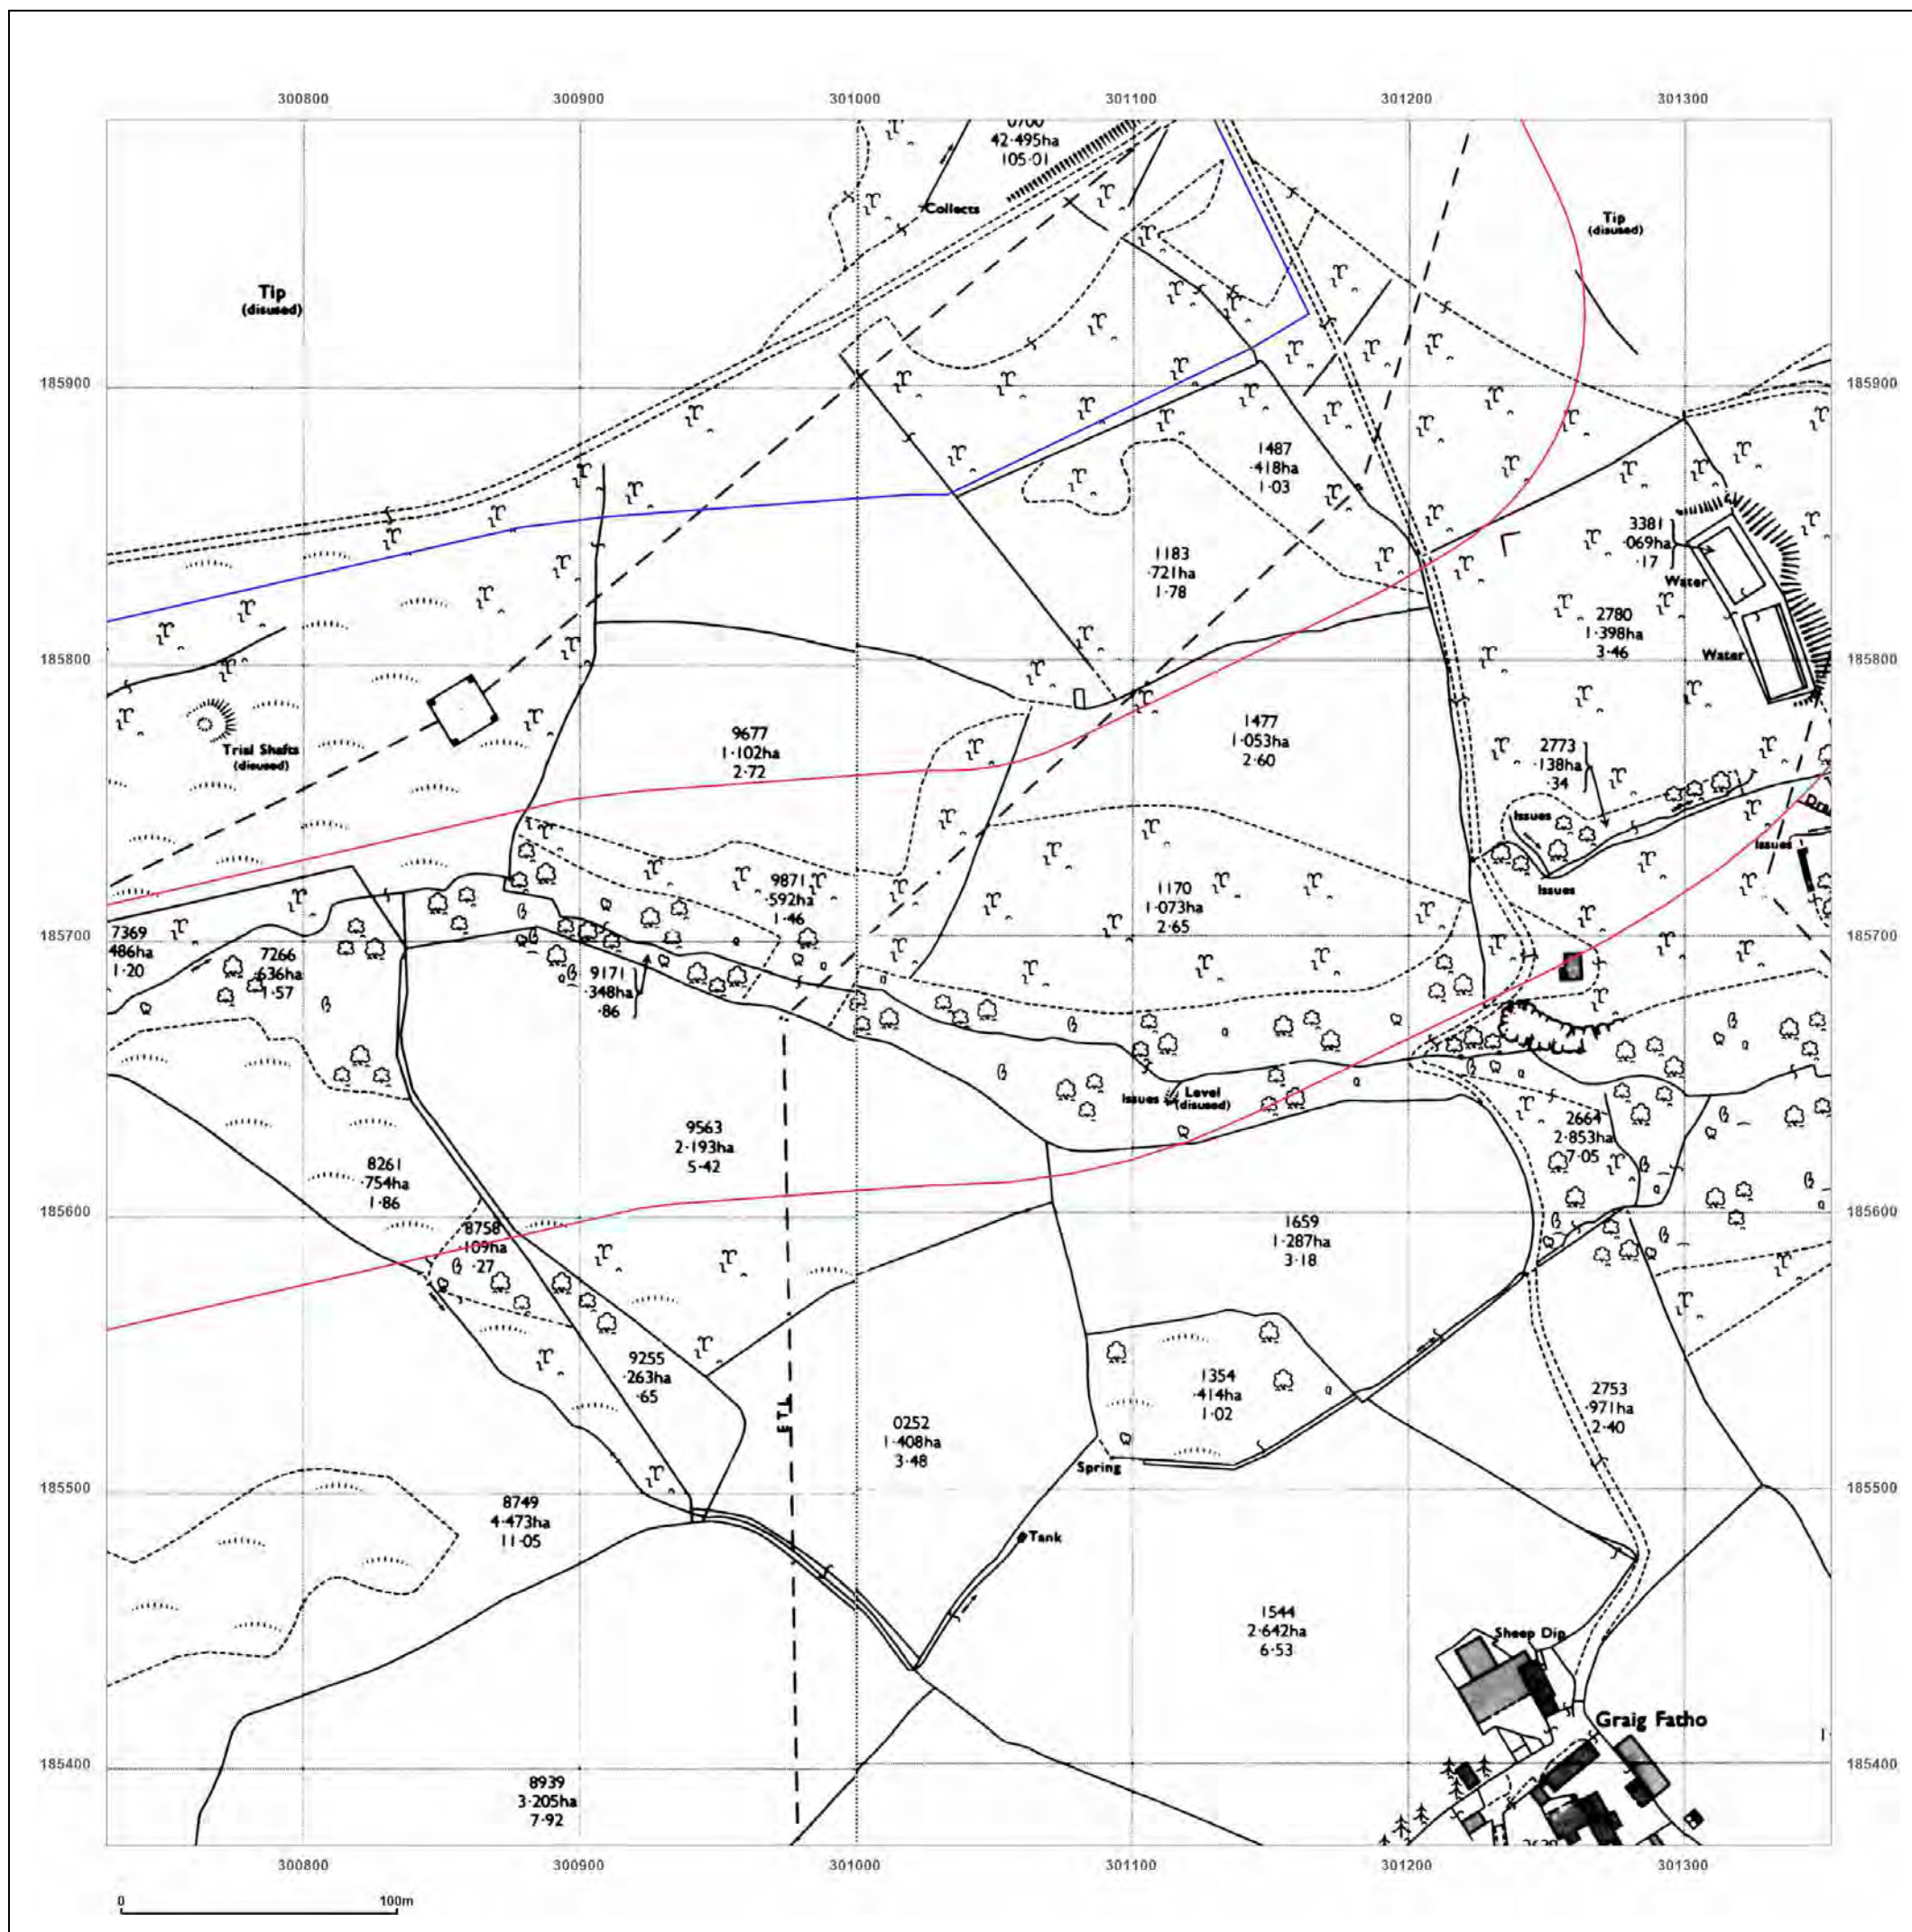 300800 300900 301000 301100 301200 301300
0700
42·495ha
105·01
Collects
Tip
(disused)
Tip
(disused)
185900
185900
1487
·418ha
1·03
3381
·069ha
·17
Water
1183
·721ha
1·78
2780
1·398ha
3·46
Water
185800
185800
Trial Shafts
(disused)
9677
1·102ha
2·72
1477
1·053ha
2·60
2773
·138ha
·34
Issues
Issues
Issues
9871
·592ha
1·46
1170
1·073ha
2·65
185700
185700
7369
486ha
1·20
7266
·636ha
1·57
9171
·348ha
·86
Issues
Level
(disused)
9563
2·193ha
5·42
2664
2·853ha
7·05
8261
·754ha
1·86
185600
185600
8758
·109ha
·27
1659
1·287ha
3·18
9255
·263ha
·65
1354
·414ha
1·02
2753
·971ha
2·40
ETL
0252
1·408ha
3·48
Spring
185500
185500
8749
4·473ha
11·05
Tank
1544
2·642ha
6·53
Sheep Dip
Graig Fatho
185400
185400
8939
3·205ha
7·92
300800 300900 301000 301100 301200 301300
0 100m